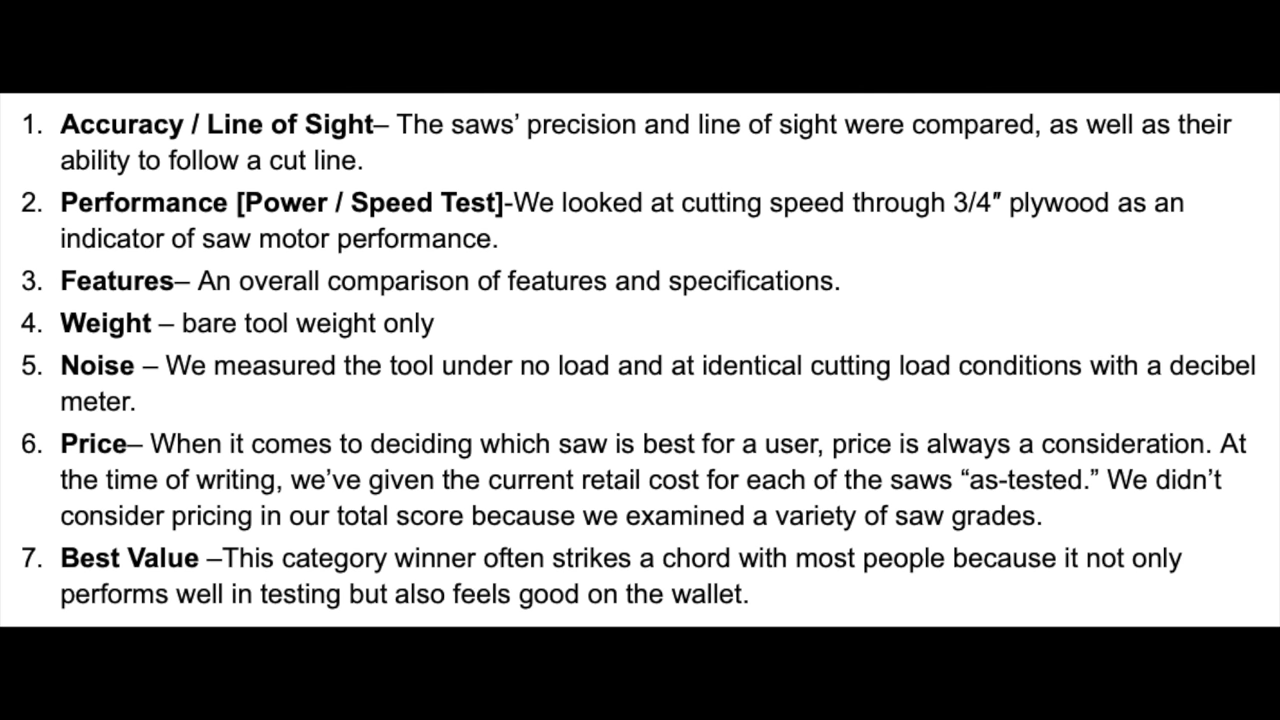 1. Accuracy / Line of Sight– The saws’ precision and line of sight were compared, as well as their
ability to follow a cut line.
2. Performance [Power / Speed Test]-We looked at cutting speed through 3/4″ plywood as an
indicator of saw motor performance.
3. Features– An overall comparison of features and specifications.
4. Weight – bare tool weight only
5. Noise – We measured the tool under no load and at identical cutting load conditions with a decibel
meter.
6. Price– When it comes to deciding which saw is best for a user, price is always a consideration. At
the time of writing, we’ve given the current retail cost for each of the saws “as-tested.” We didn’t
consider pricing in our total score because we examined a variety of saw grades.
7. Best Value –This category winner often strikes a chord with most people because it not only
performs well in testing but also feels good on the wallet.